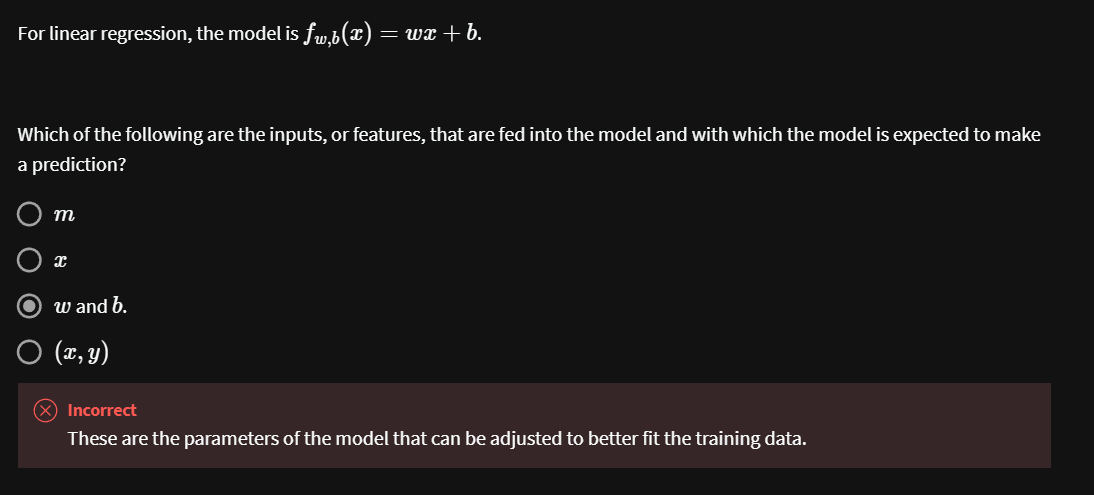 For linear regression, the model is f_{w,b}(x) = wx + b.
Which of the following are the inputs, or features, that are fed into the model and with which the model is expected to make
a prediction?
m
x
w and b.
(x, y)
Incorrect
These are the parameters of the model that can be adjusted to better fit the training data.